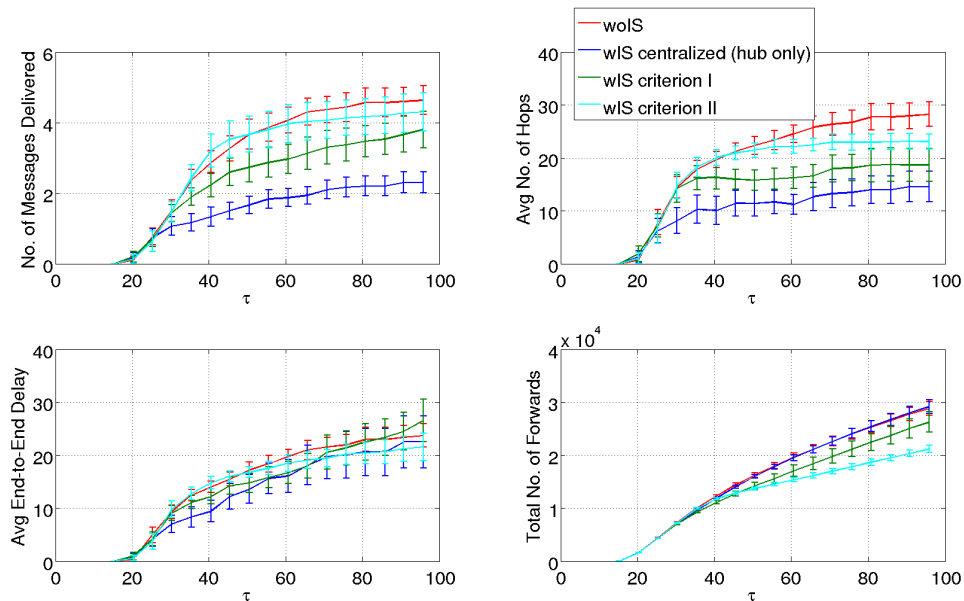 woIS
wIS centralized (hub only)
wIS criterion I
wIS criterion II
No. of Messages Delivered
6
4
2
0
0 20 40 60 80 100
τ
Avg No. of Hops
40
30
20
10
0
0 20 40 60 80 100
τ
Avg End-to-End Delay
40
30
20
10
0
0 20 40 60 80 100
τ
x 10^4
Total No. of Forwards
4
3
2
1
0
0 20 40 60 80 100
τ